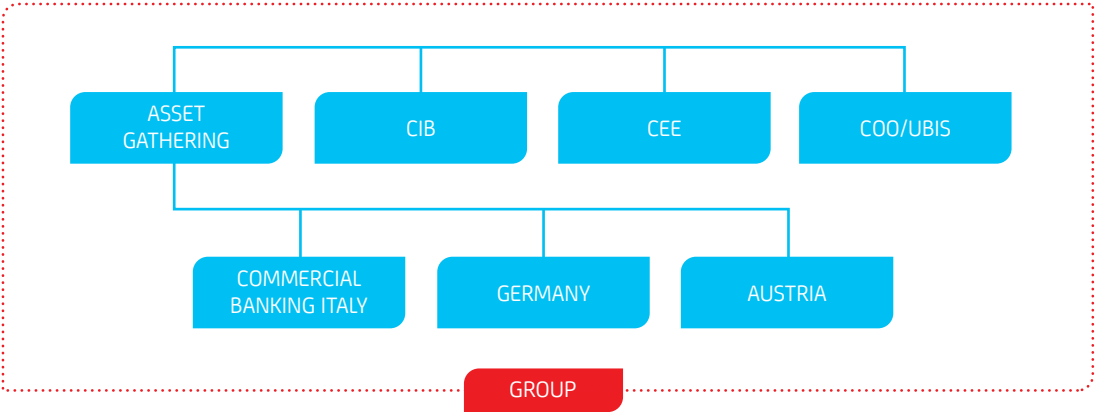 ASSET
GATHERING
CIB
CEE
COO/UBIS
COMMERCIAL
BANKING ITALY
GERMANY
AUSTRIA
GROUP